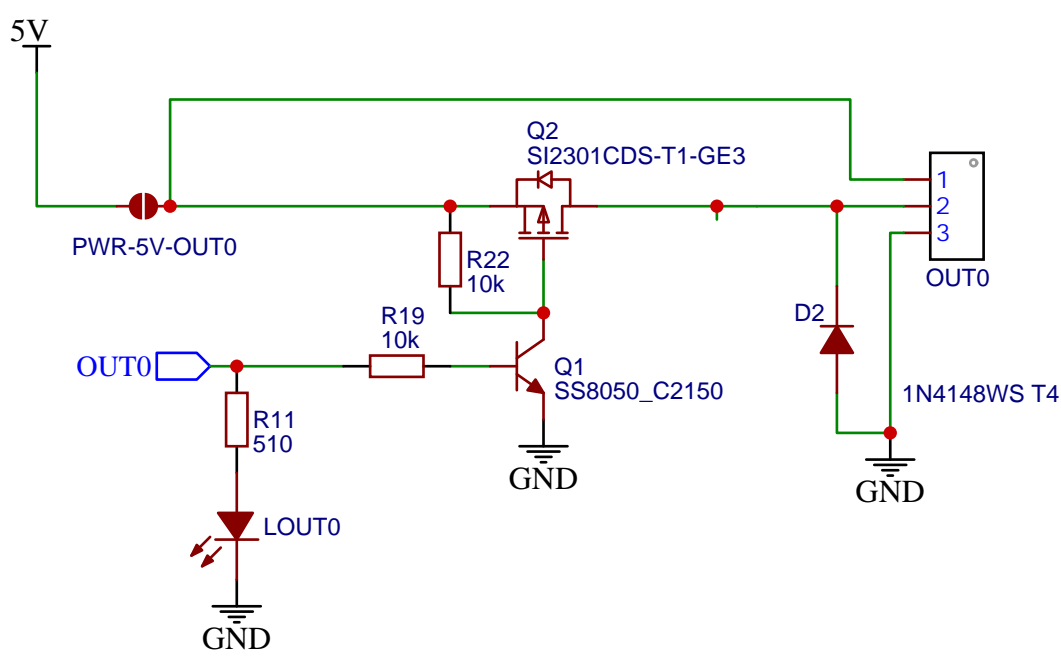 5V
Q2
SI2301CDS-T1-GE3
1
2
3
PWR-5V-OUT0
R22
10k
OUT0
R19
10k
D2
OUT0
Q1
SS8050_C2150
1N4148WS T4
R11
510
GND
GND
LOUT0
GND